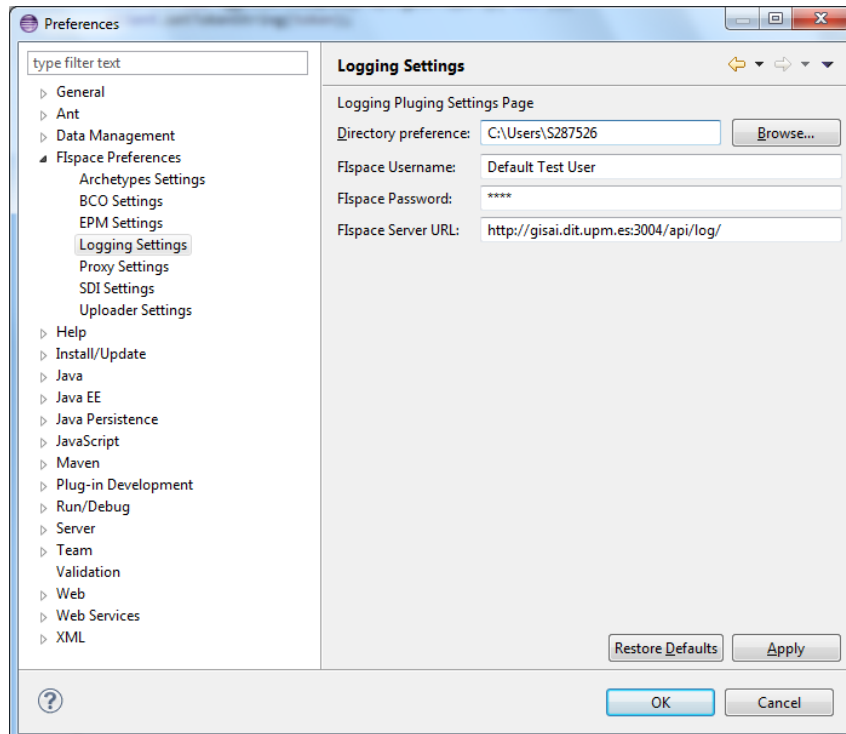 Preferences
type filter text
General
Ant
Data Management
FIspace Preferences
Archetypes Settings
BCO Settings
EPM Settings
Logging Settings
Proxy Settings
SDI Settings
Uploader Settings
Help
Install/Update
Java
Java EE
Java Persistence
JavaScript
Maven
Plug-in Development
Run/Debug
Server
Team
Validation
Web
Web Services
XML
Logging Settings
Logging Pluging Settings Page
Directory preference: C:\Users\S287526 Browse...
FIspace Username: Default Test User
FIspace Password: ****
FIspace Server URL: http://gisai.dit.upm.es:3004/api/log/
Restore Defaults Apply
OK Cancel